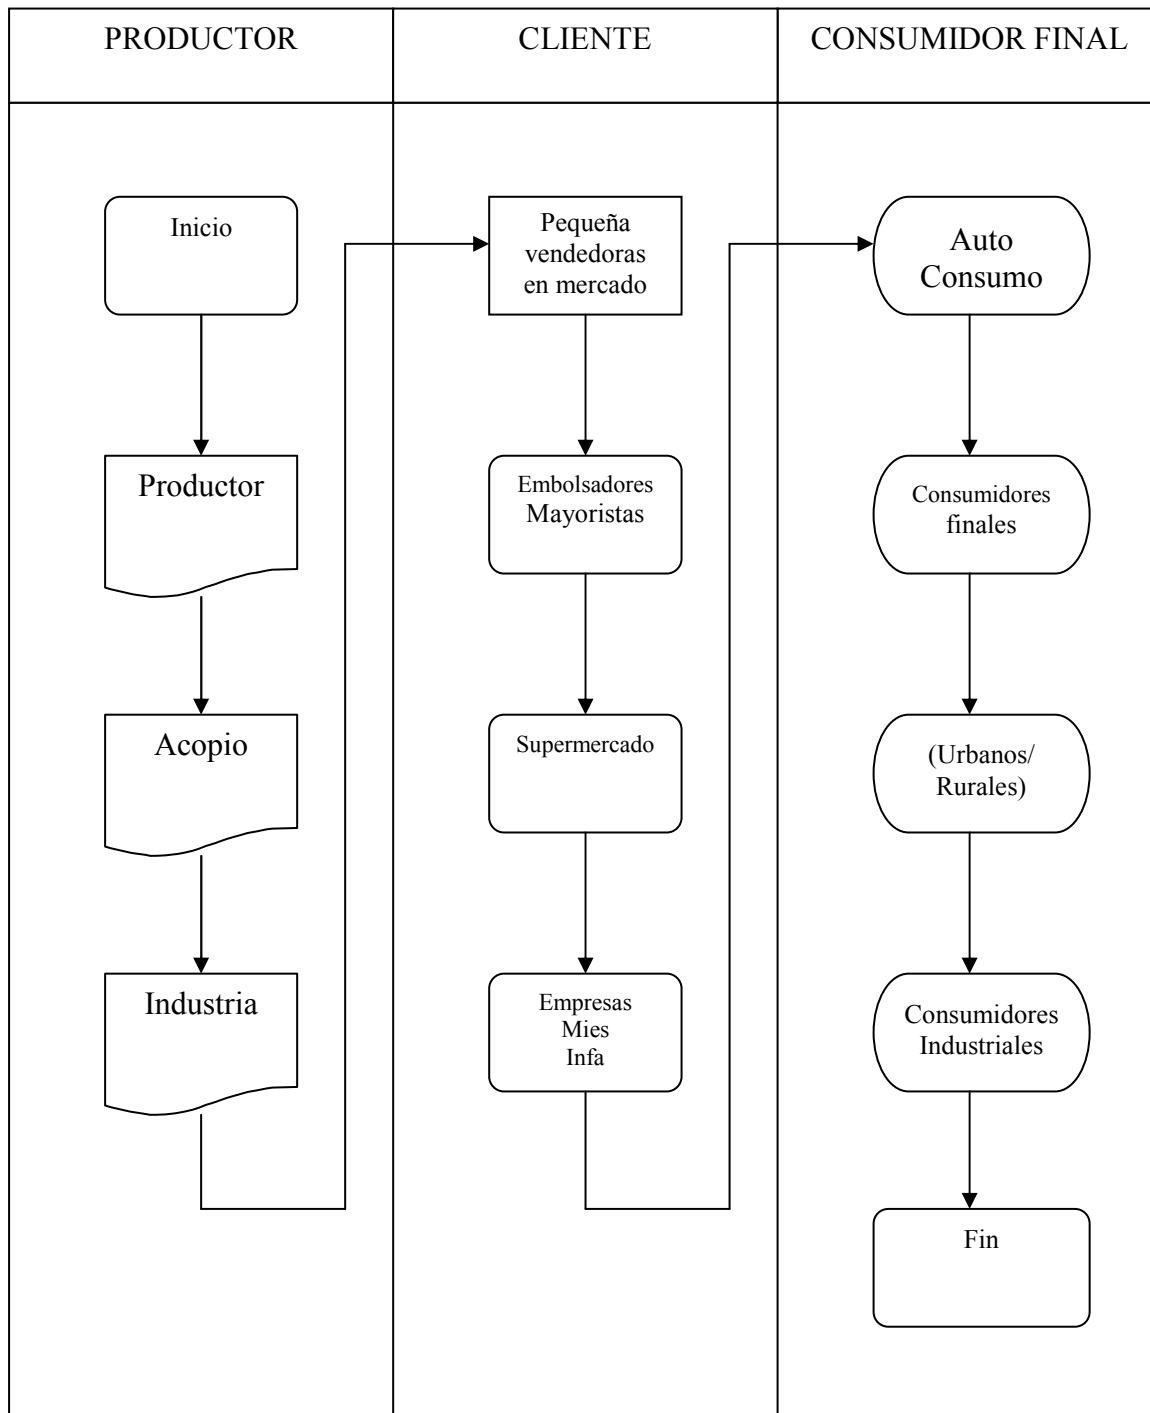 PRODUCTOR
CLIENTE
CONSUMIDOR FINAL
Inicio
Productor
Acopio
Industria
Pequeña
vendedoras
en mercado
Embolsadores
Mayoristas
Supermercado
Empresas
Mies
Infa
Auto
Consumo
Consumidores
finales
(Urbanos/
Rurales)
Consumidores
Industriales
Fin